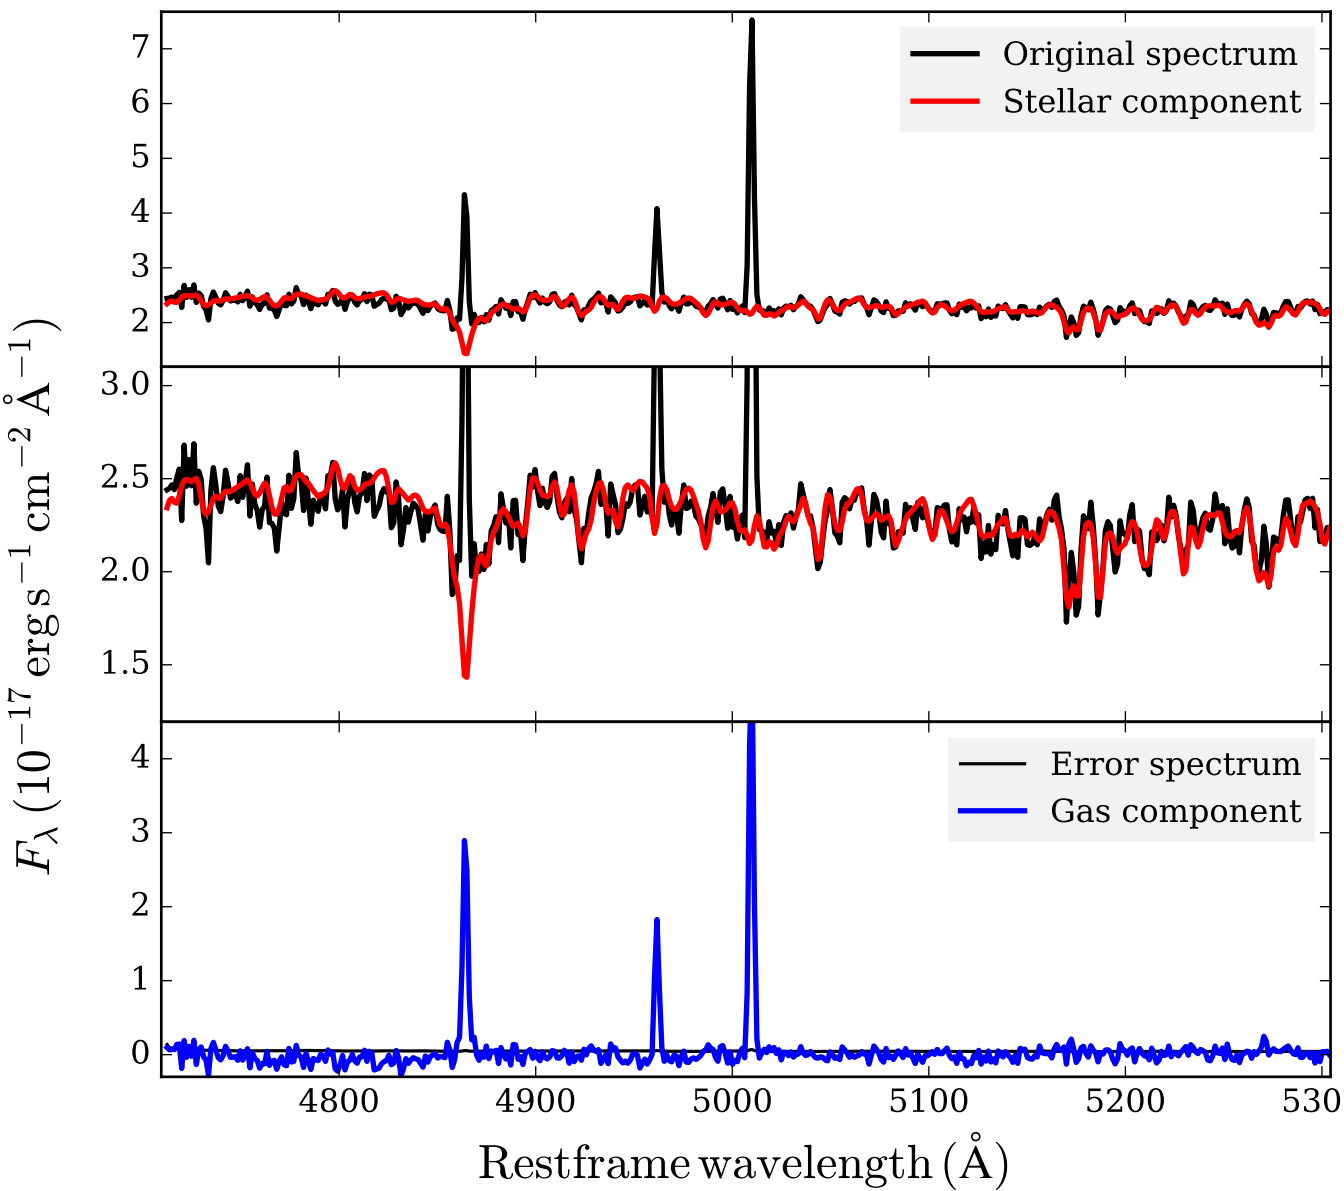 7
6
5
4
3
2
Original spectrum
Stellar component
3.0
2.5
2.0
1.5
F_λ (10⁻¹⁷ erg s⁻¹ cm⁻² Å⁻¹)
4
3
2
1
0
Error spectrum
Gas component
4800 4900 5000 5100 5200 530
Restframe wavelength (Å)